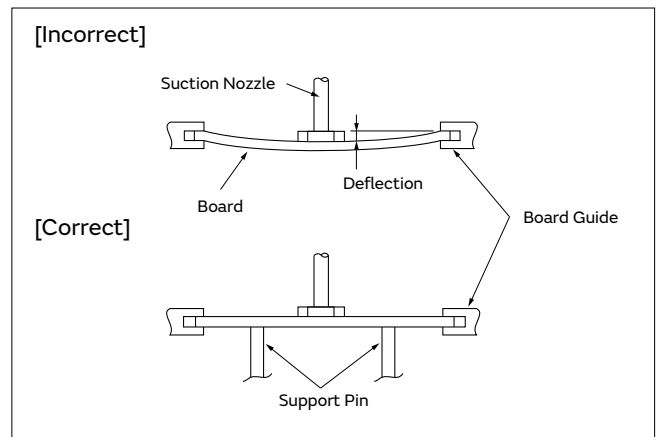 [Incorrect]
Suction Nozzle
Deflection
Board
Board Guide
[Correct]
Support Pin